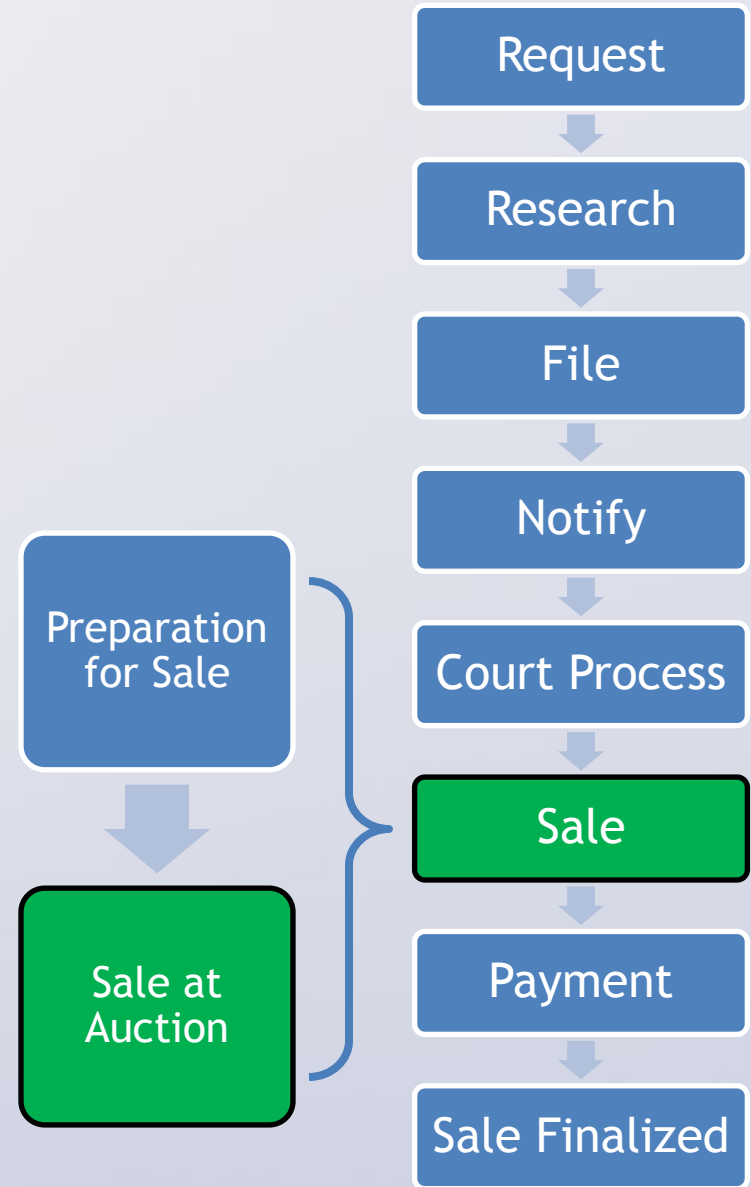 Request
Research
File
Notify
Preparation
for Sale
Court Process
Sale
Sale at
Auction
Payment
Sale Finalized